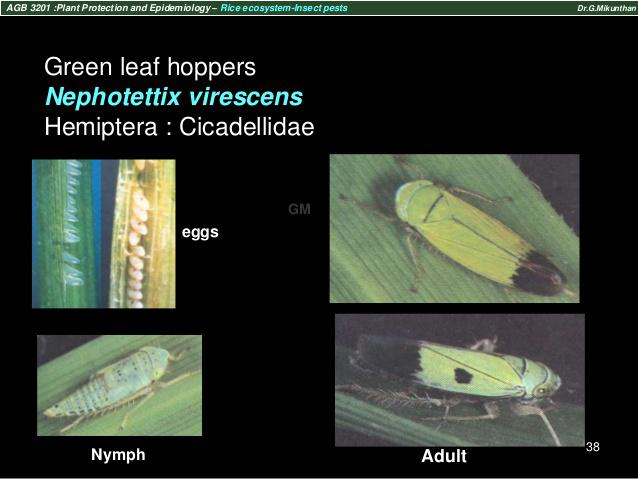 AGB 3201 :Plant Protection and Epidemiology – Rice ecosystem-Insect pests Dr.G.Mikunthan
Green leaf hoppers
Nephotettix virescens
Hemiptera : Cicadellidae
GM
eggs
Nymph
Adult
38